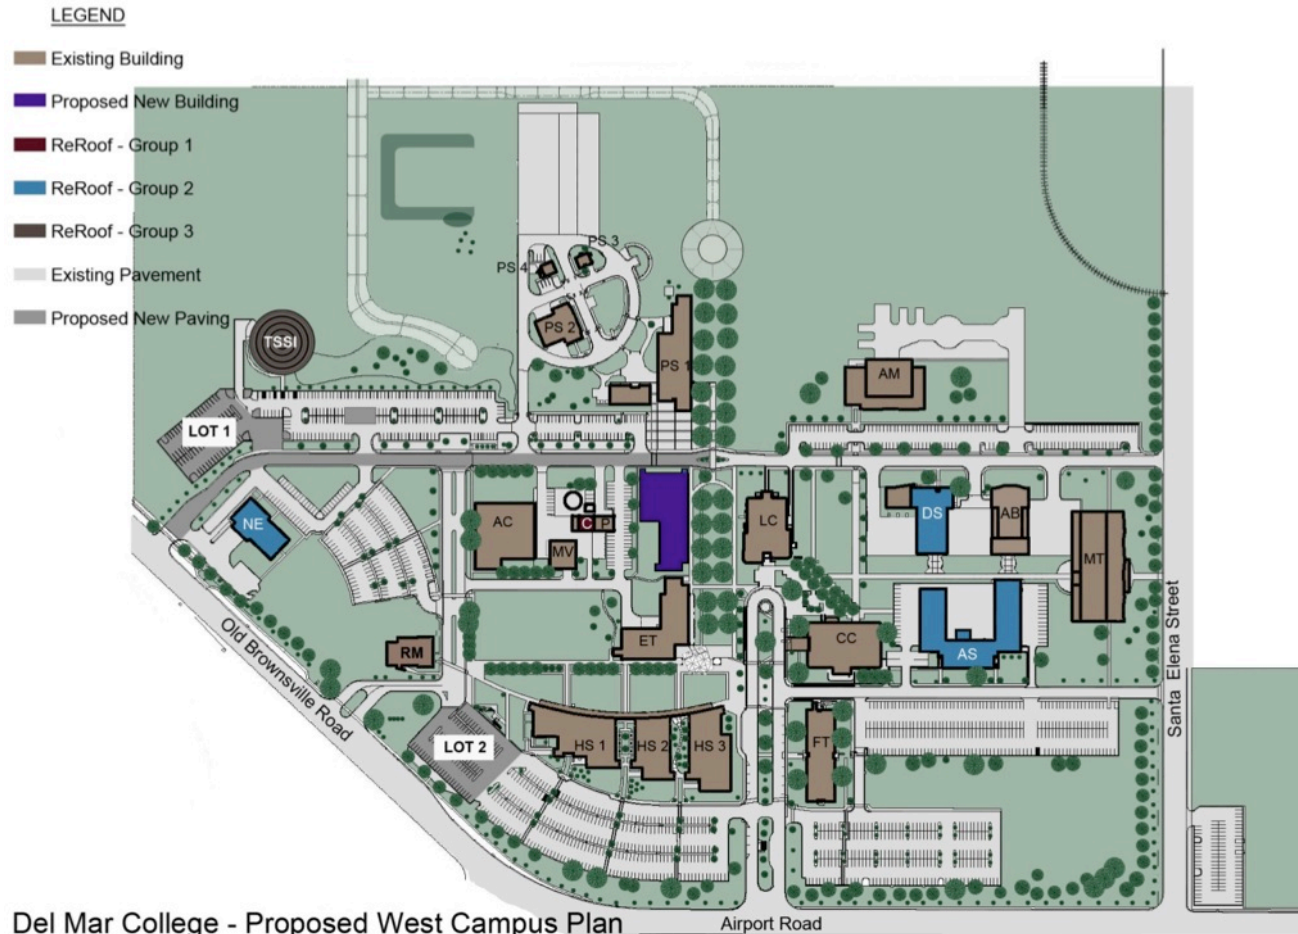 LEGEND
Existing Building
Proposed New Building
ReRoof - Group 1
ReRoof - Group 2
ReRoof - Group 3
Existing Pavement
Proposed New Paving
PS 3
PS 4
PS 2
TSSI
PS 1
AM
LOT 1
NE
AC
C
P
MV
LC
DS
AB
MT
ET
RM
CC
AS
Old Brownsville Road
Santa Elena Street
LOT 2
HS 1
HS 2
HS 3
FT
Del Mar College - Proposed West Campus Plan
Airport Road